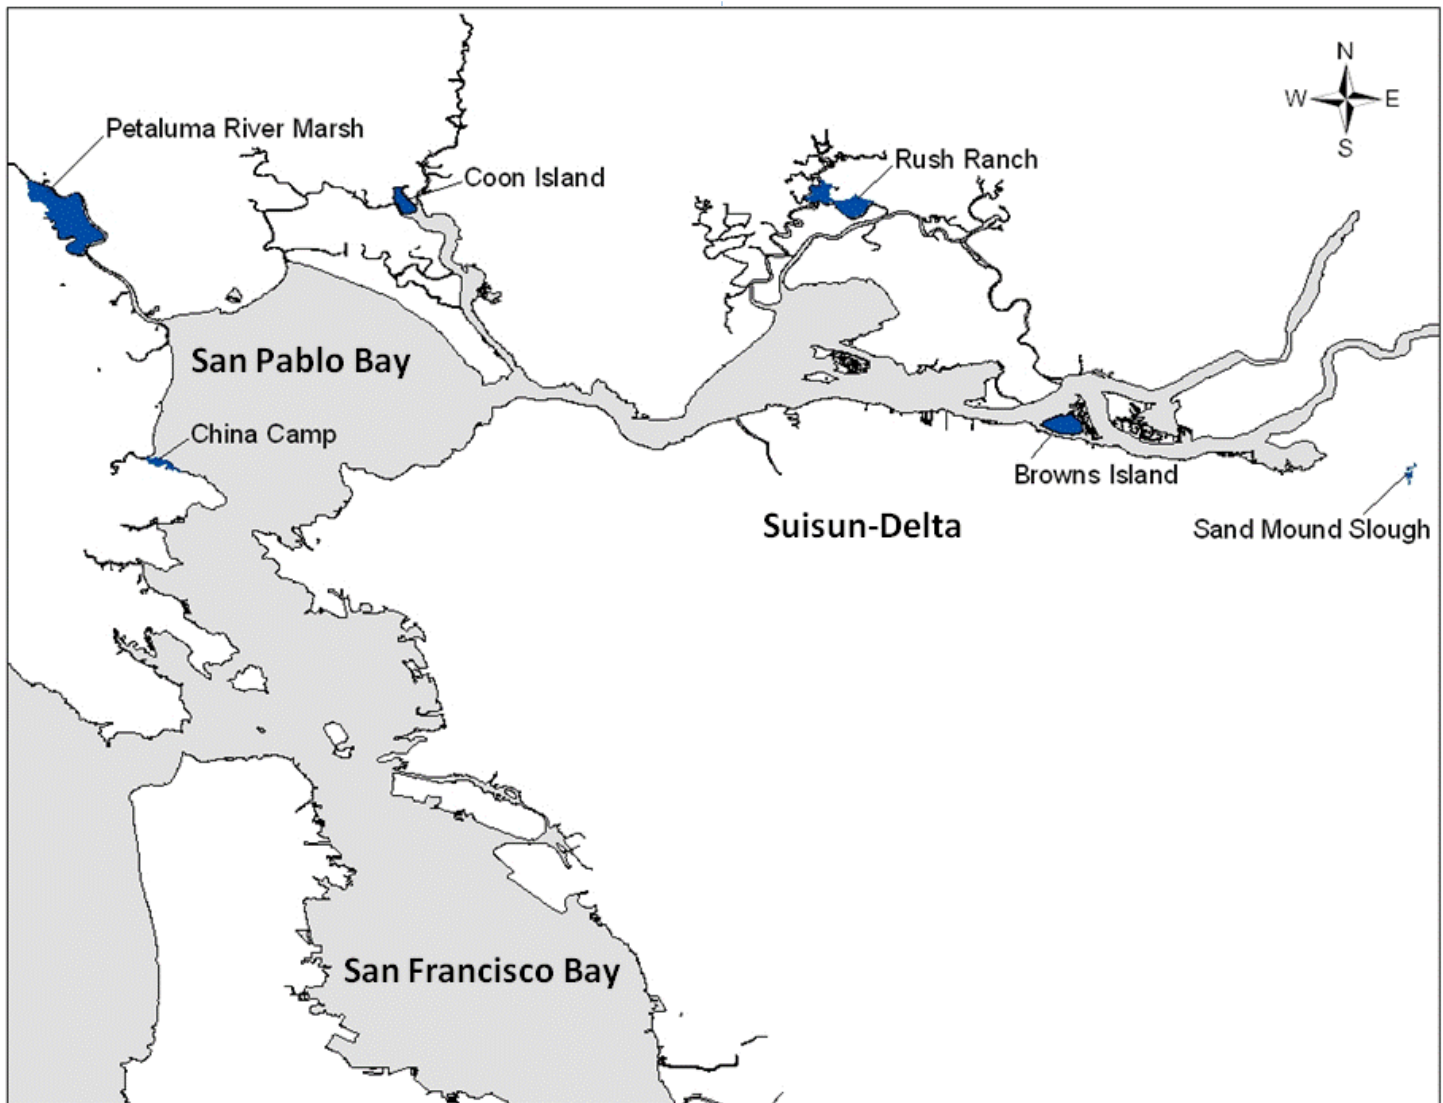 N
W E
S
Petaluma River Marsh
Rush Ranch
Coon Island
San Pablo Bay
China Camp
Browns Island
Suisun-Delta
Sand Mound Slough
San Francisco Bay